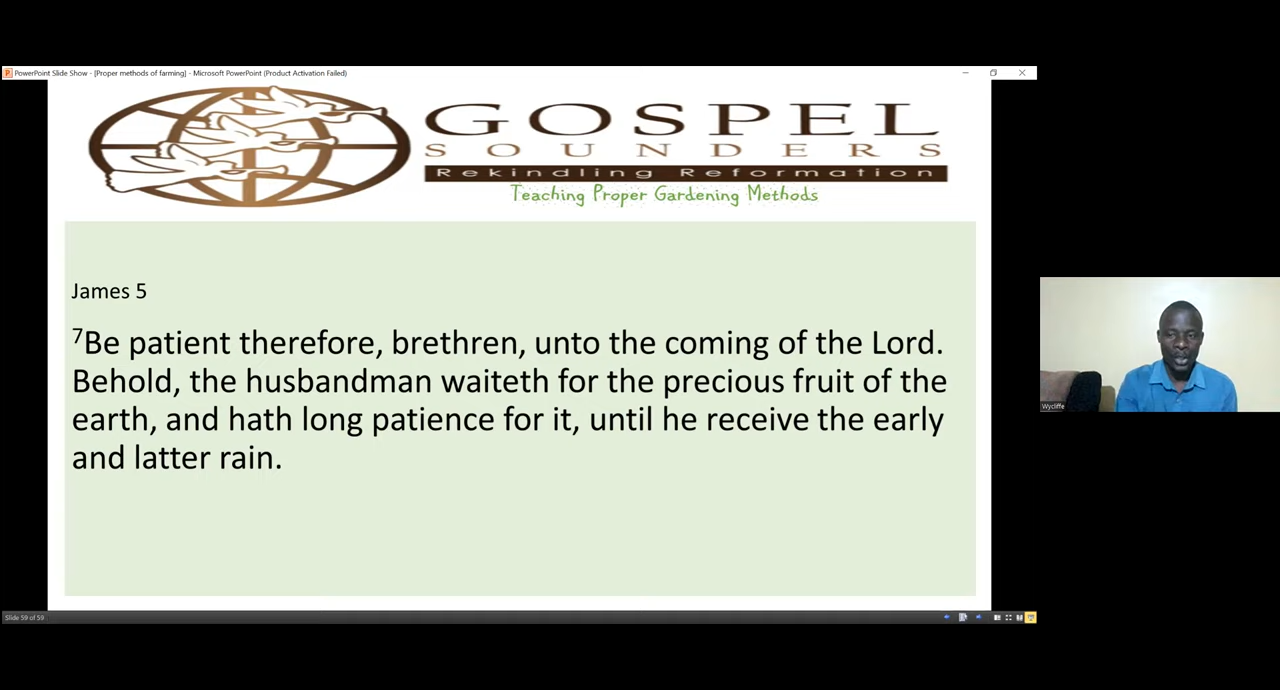 PowerPoint Slide Show - [Proper methods of farming] - Microsoft PowerPoint (Product Activation Failed)
GOSPEL
SOUNDERS
Rekindling Reformation
Teaching Proper Gardening Methods
James 5
7Be patient therefore, brethren, unto the coming of the Lord.
Behold, the husbandman waiteth for the precious fruit of the
earth, and hath long patience for it, until he receive the early
and latter rain.
Wycliffe
Slide 59 of 59